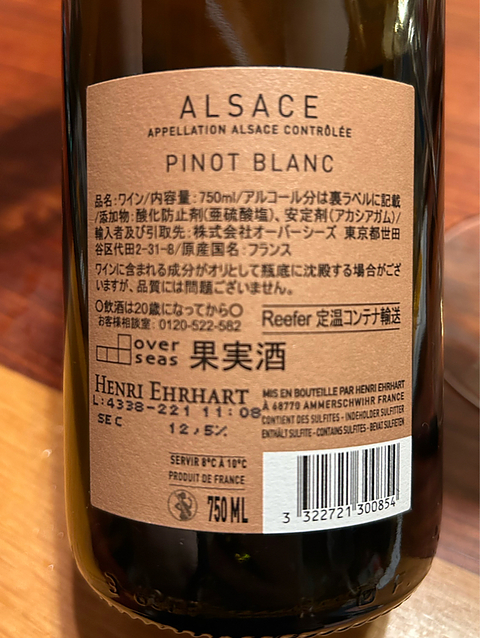 ALSACE
APPELLATION ALSACE CONTRÔLÉE
PINOT BLANC
品名:ワイン/内容量:750ml/アルコール分は裏ラベルに記載
/添加物:酸化防止剤(亜硫酸塩)、安定剤(アカシアガム)/
輸入者及び引取先:株式会社オーバーシーズ 東京都世田
谷区代田2-31-8/原産国名:フランス
ワインに含まれる成分がオリとして瓶底に沈殿する場合がござ
いますが、品質には問題ございません。
〇飲酒は20歳になってから〇
お客様相談室:0120-522-582
Reefer 定温コンテナ輸送
over
seas 果実酒
HENRI EHRHART
L:4338-221 11:08
SEC 12,5%
MIS EN BOUTEILLE PAR HENRI EHRHART
À 68770 AMMERSCHWIHR FRANCE
CONTIENT DES SULFITES - INDEHOLDER SULFITTER
ENTHÄLT SULFITE - CONTAINS SULFITES - BEVAT SULFIETEN
SERVIR 8°C À 10°C
PRODUIT DE FRANCE
750 ML
3 322721 300854